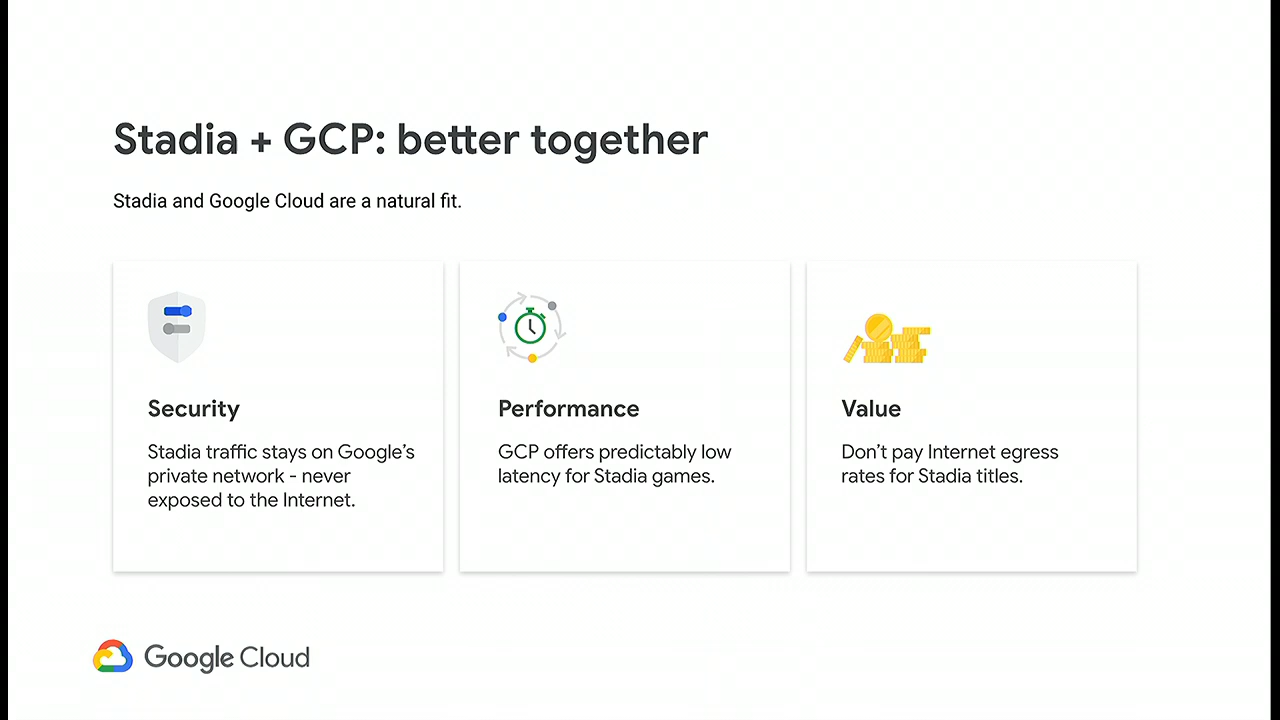 Stadia + GCP: better together
Stadia and Google Cloud are a natural fit.
Security
Stadia traffic stays on Google’s
private network - never
exposed to the Internet.
Performance
GCP offers predictably low
latency for Stadia games.
Value
Don’t pay Internet egress
rates for Stadia titles.
Google Cloud